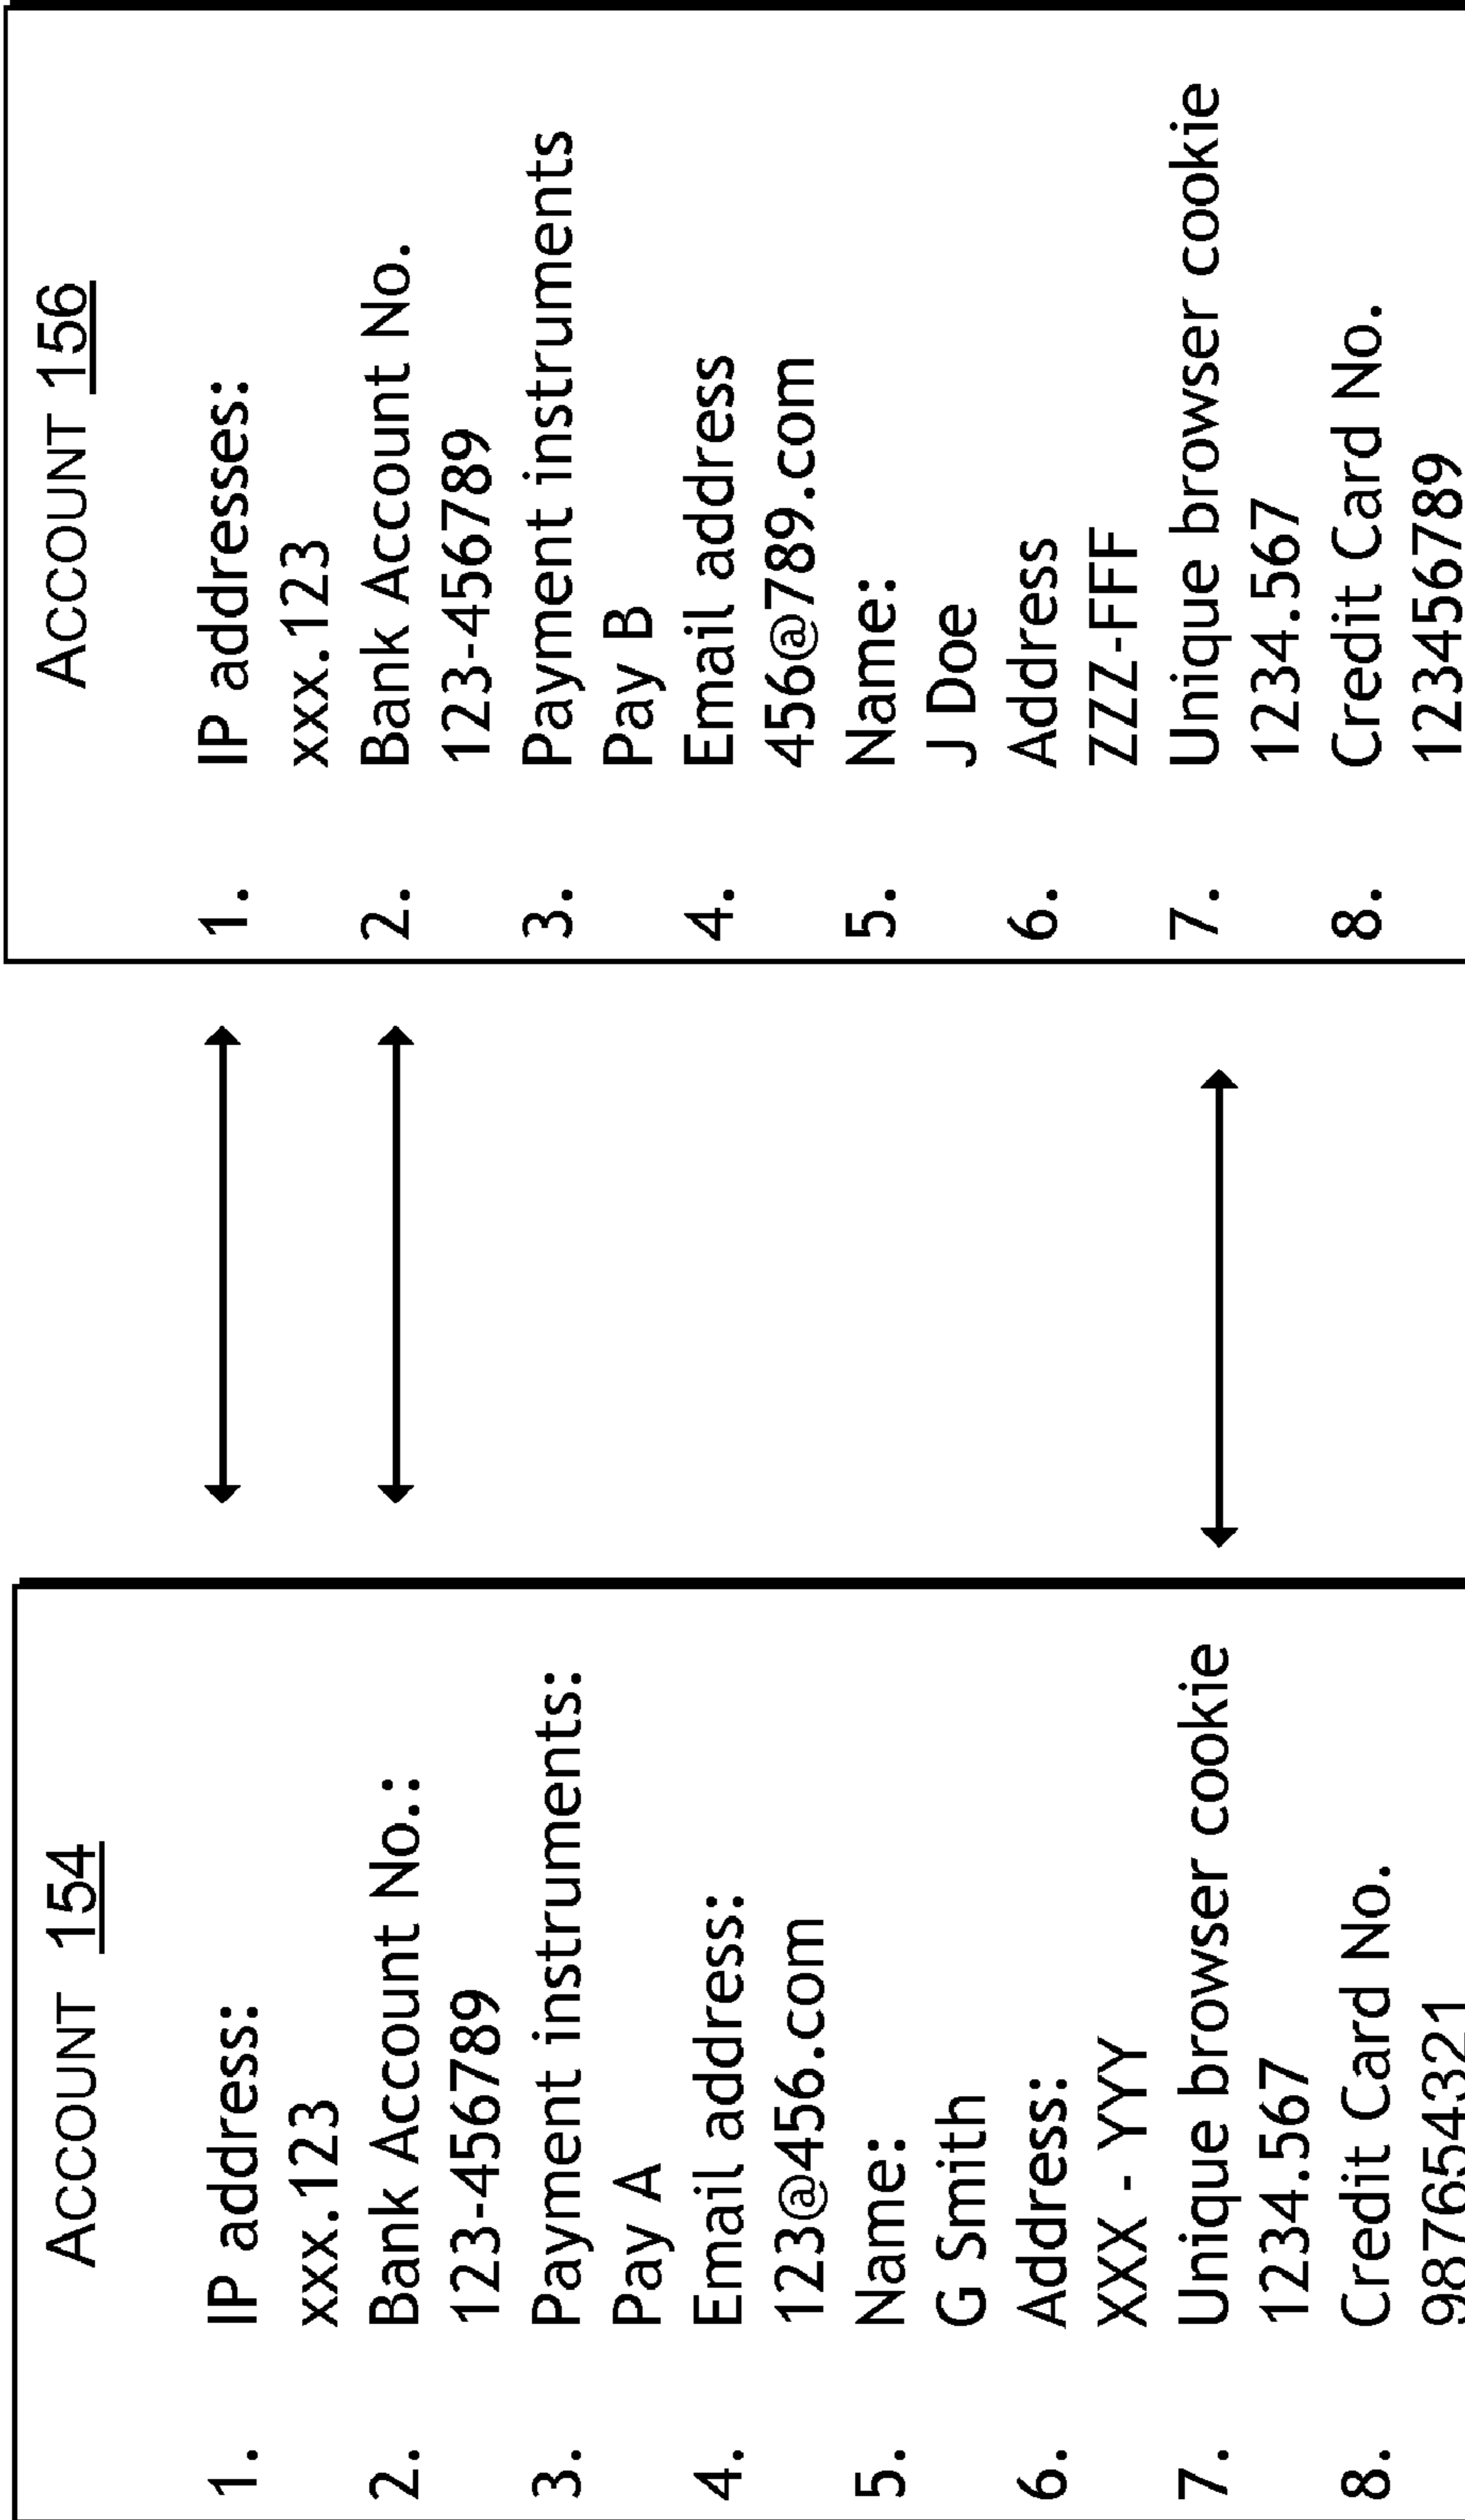 ACCOUNT 154
1. IP address:
xxx.123
2. Bank Account No.:
123-456789
3. Payment instruments:
Pay A
4. Email address:
123@456.com
5. Name:
G Smith
6. Address:
XXX - YYY
7. Unique browser cookie
1234.567
8. Credit Card No.
987654321
ACCOUNT 156
1. IP addresses:
xxx.123
2. Bank Account No.
123-456789
3. Payment instruments
Pay B
4. Email address
456@789.com
5. Name:
J Doe
6. Address
ZZZ-FFF
7. Unique browser cookie
1234.567
8. Credit Card No.
123456789